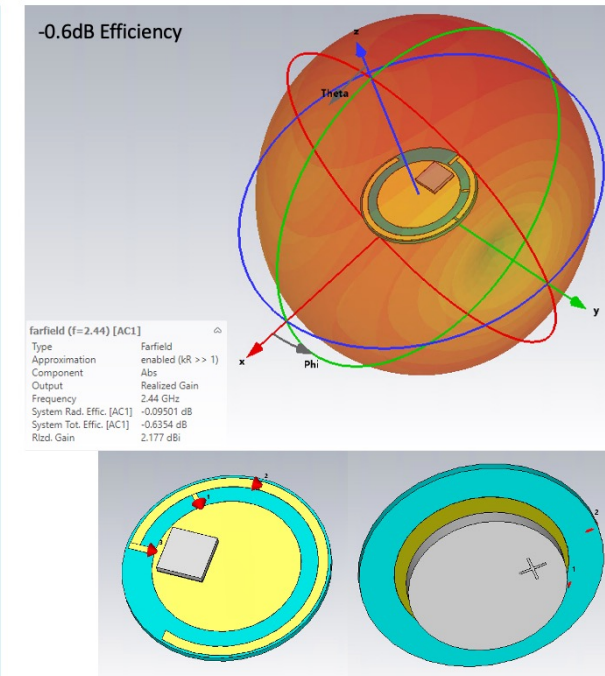 -0.6dB Efficiency
z
Theta
y
x
Phi
farfield (f=2.44) [AC1]
Type Farfield
Approximation enabled (kR >> 1)
Component Abs
Output Realized Gain
Frequency 2.44 GHz
System Rad. Effic. [AC1] -0.09501 dB
System Tot. Effic. [AC1] -0.6354 dB
Rlzd. Gain 2.177 dBi
2
1
3
2
1